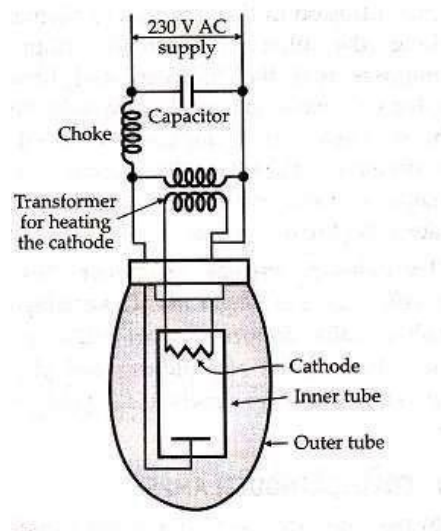 230 V AC
supply
Capacitor
Choke
Transformer
for heating
the cathode
Cathode
Inner tube
Outer tube